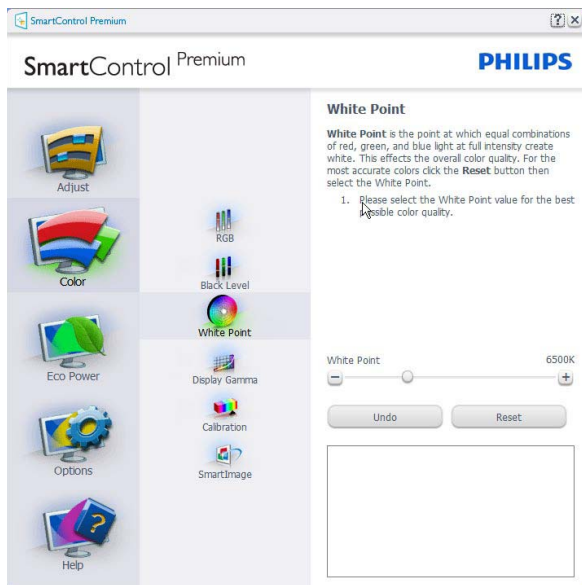 SmartControl Premium
? x
SmartControl Premium
PHILIPS
Adjust
Color
Eco Power
Options
Help
RGB
Black Level
White Point
Display Gamma
Calibration
SmartImage
White Point
White Point is the point at which equal combinations
of red, green, and blue light at full intensity create
white. This effects the overall color quality. For the
most accurate colors click the Reset button then
select the White Point.
1. Please select the White Point value for the best
possible color quality.
White Point 6500K
Undo Reset